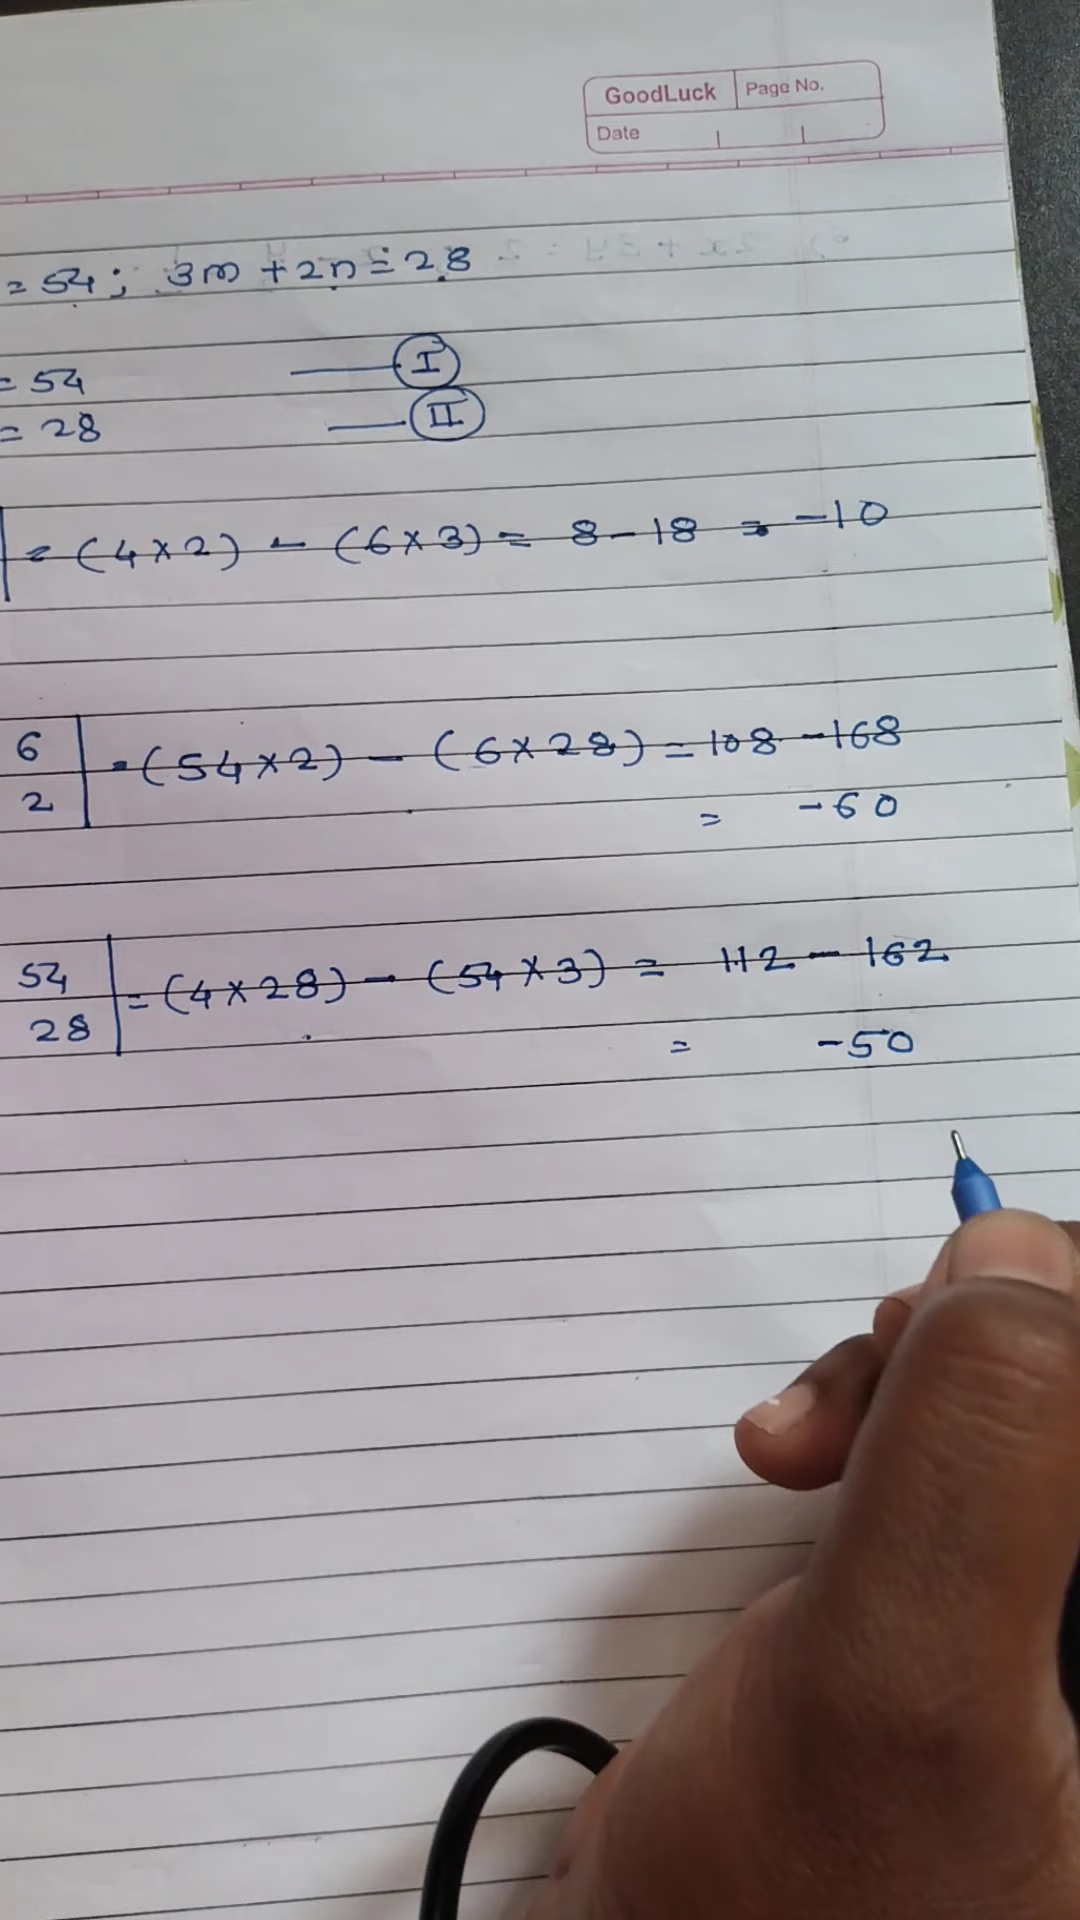 GoodLuck Page No.
Date
= 54 ; 3m + 2n = 28
= 54 — I
= 28 — II
= (4 × 2) - (6 × 3) = 8 - 18 = -10
6
2
= (54 × 2) - (6 × 28) = 108 - 168
= -60
54
28
= (4 × 28) - (54 × 3) = 112 - 162
= -50